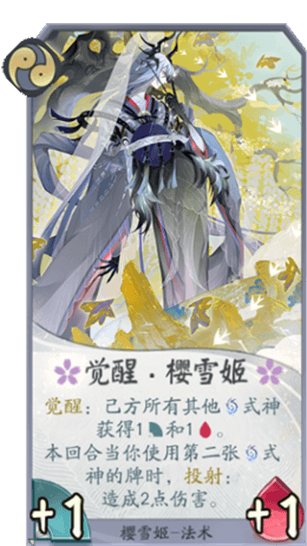 觉醒·樱雪姬
觉醒：己方所有其他式神
获得1和1。
本回合当你使用第二张式
神的牌时，投射：
造成2点伤害。
+1
樱雪姬-法术
+1